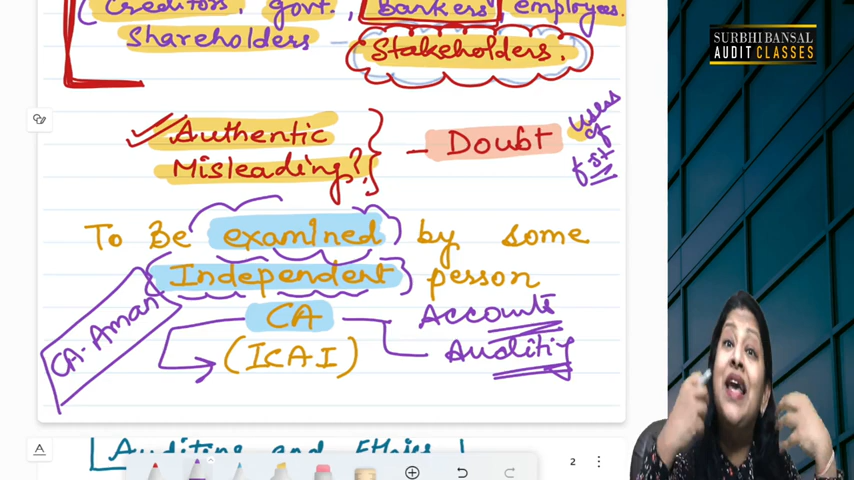 (Creditors, Govt., bankers, employees.
Shareholders - Stakeholders.
SURBHI BANSAL
AUDIT CLASSES
Authentic
Misleading?
- Doubt
users
of
f.st
To Be examined by some
Independent person
CA
Accounts
Auditing
(ICAI)
CA-Aman
Auditing and Ethics
2